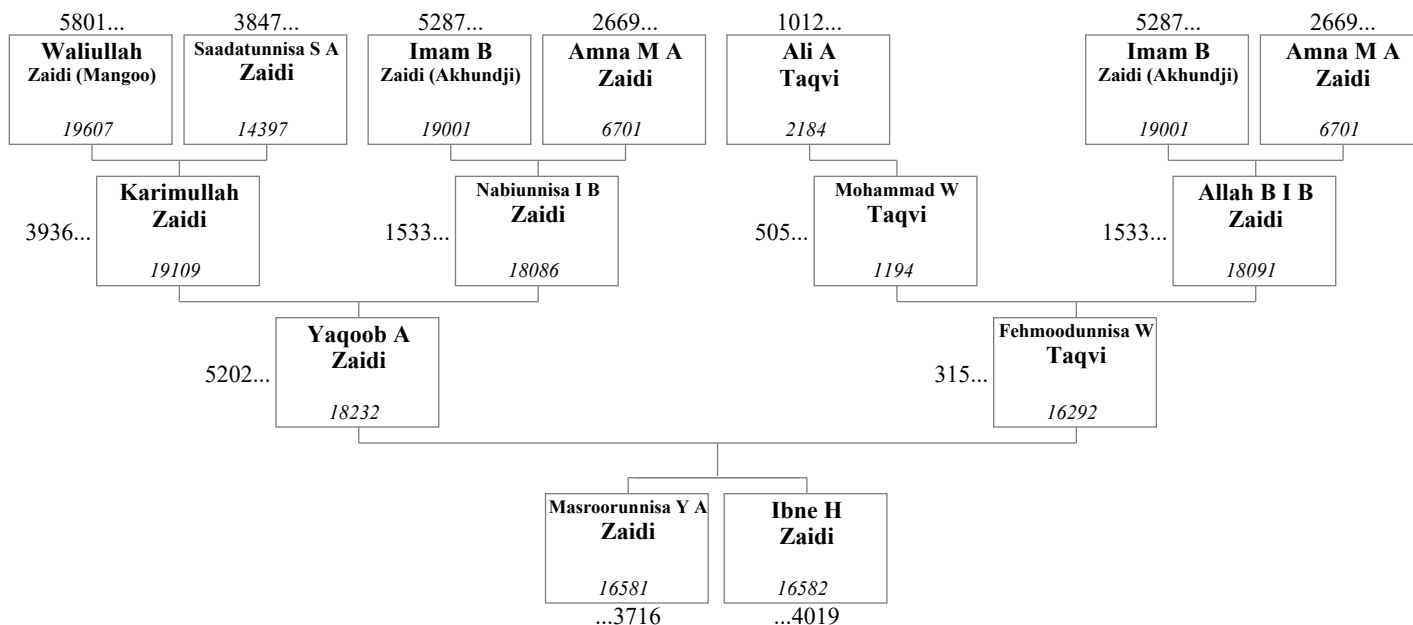 5801... 3847... 5287... 2669... 1012... 5287... 2669...
Waliullah
Zaidi (Mangoo)
19607
Saadatunnisa S A
Zaidi
14397
Imam B
Zaidi (Akhundji)
19001
Amna M A
Zaidi
6701
Ali A
Taqvi
2184
Imam B
Zaidi (Akhundji)
19001
Amna M A
Zaidi
6701
3936...
Karimullah
Zaidi
19109
1533...
Nabiunnisa I B
Zaidi
18086
505...
Mohammad W
Taqvi
1194
1533...
Allah B I B
Zaidi
18091
5202...
Yaqoob A
Zaidi
18232
315...
Fehmoodunnisa W
Taqvi
16292
Masroorunnisa Y A
Zaidi
16581
...3716
Ibne H
Zaidi
16582
...4019